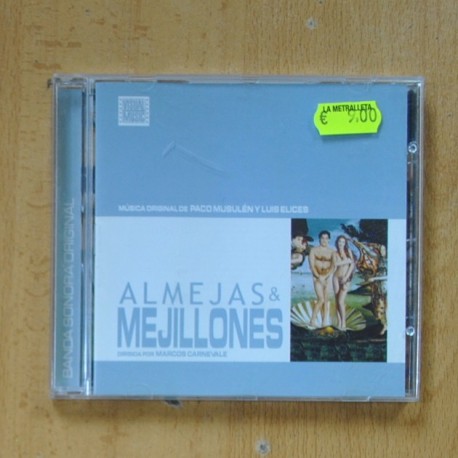 LA METRALLETA
€ 9.00
MÚSICA ORIGINAL DE PACO MUSULÉN Y LUIS ELICES
ALMEJAS &
MEJILLONES
DIRIGIDA POR MARCOS CARNEVALE
BANDA SONORA ORIGINAL